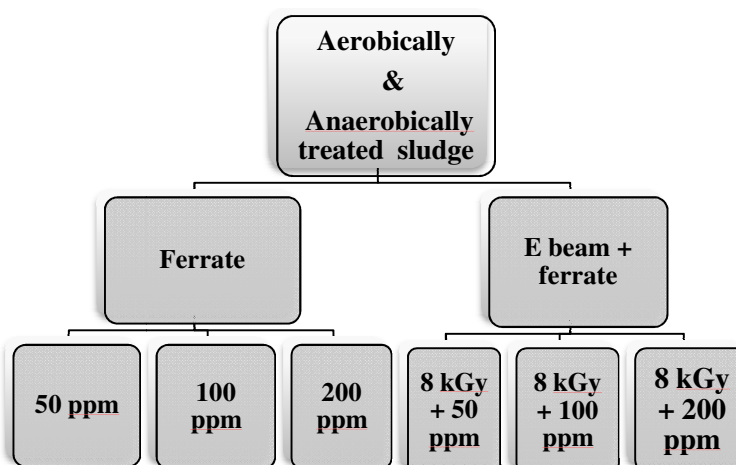 Aerobically
&
Anaerobically
treated sludge
Ferrate
E beam +
ferrate
50 ppm
100
ppm
200
ppm
8 kGy
+ 50
ppm
8 kGy
+ 100
ppm
8 kGy
+ 200
ppm